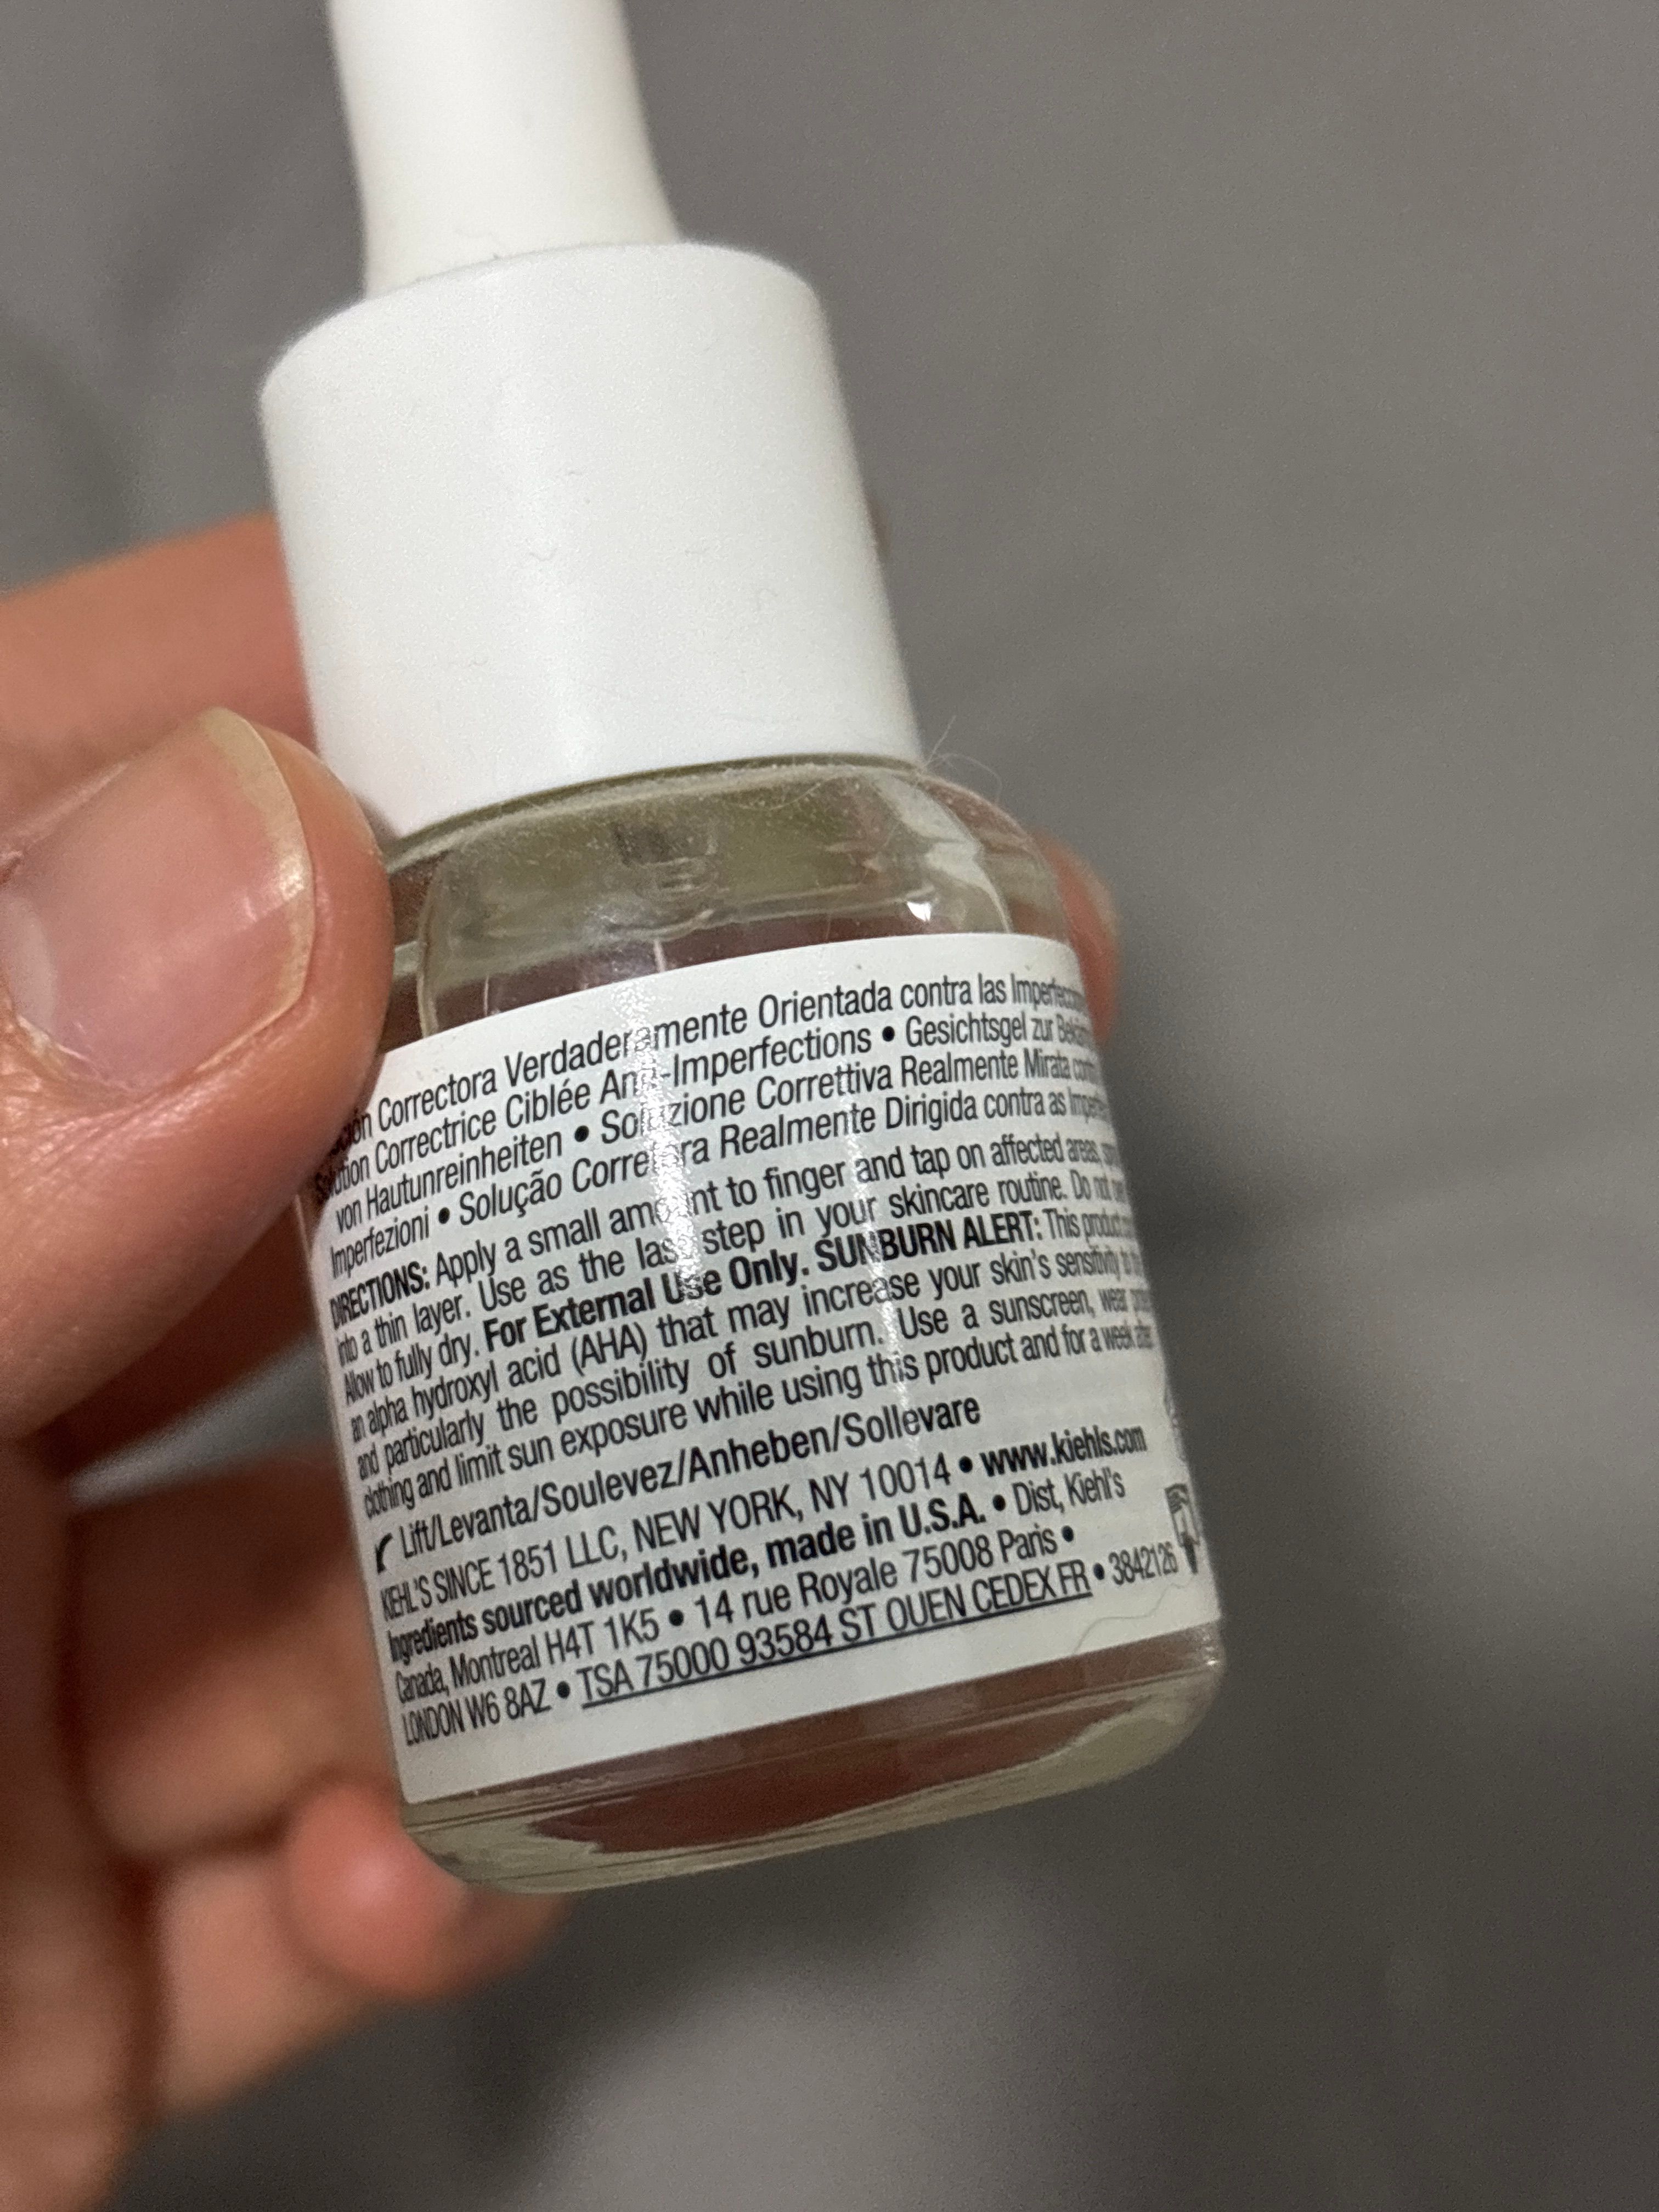 Correctora Verdaderamente Orientada contra las
Correctrice Ciblée Anti-Imperfections • Gesichtsgel zur
von Hautunreinheiten • Soluzione Correttiva Realmente Mirata
Imperfezioni • Solução Corretora Realmente Dirigida contra as
DIRECTIONS: Apply a small amount to finger and tap on affected areas,
into a thin layer. Use as the last step in your skincare routine. Do not
Allow to fully dry. For External Use Only. SUNBURN ALERT: This product
an alpha hydroxyl acid (AHA) that may increase your skin's sensitivity to
and particularly the possibility of sunburn. Use a sunscreen, wear
clothing and limit sun exposure while using this product and for a week
Lift/Levanta/Soulevez/Anheben/Sollevare
KIEHL'S SINCE 1851 LLC, NEW YORK, NY 10014 • www.kiehls.com
Ingredients sourced worldwide, made in U.S.A. • Dist, Kiehl's
Canada, Montreal H4T 1K5 • 14 rue Royale 75008 Paris •
LONDON W6 8AZ • TSA 75000 93584 ST OUEN CEDEX FR • 3842126